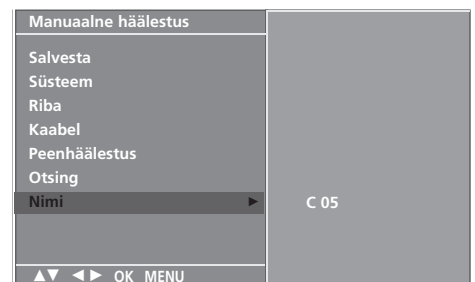 Manuaalne häälestus
Salvesta
Süsteem
Riba
Kaabel
Peenhäälestus
Otsing
Nimi ► C 05
▲▼ ◄► OK MENU